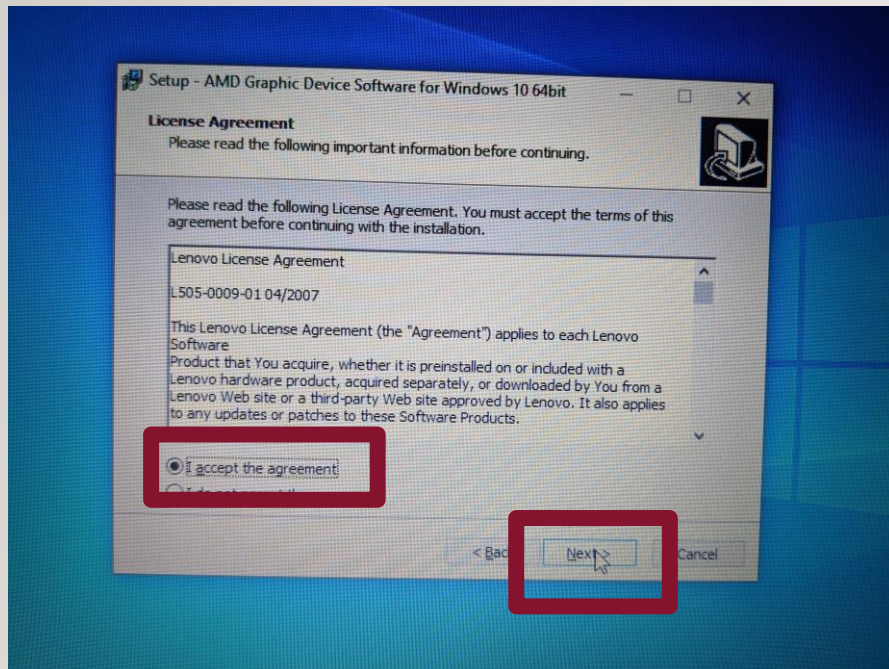 Setup - AMD Graphic Device Software for Windows 10 64bit
License Agreement
Please read the following important information before continuing.
Please read the following License Agreement. You must accept the terms of this
agreement before continuing with the installation.
Lenovo License Agreement
L505-0009-01 04/2007
This Lenovo License Agreement (the "Agreement") applies to each Lenovo
Software
Product that You acquire, whether it is preinstalled on or included with a
Lenovo hardware product, acquired separately, or downloaded by You from a
Lenovo Web site or a third-party Web site approved by Lenovo. It also applies
to any updates or patches to these Software Products.
I accept the agreement
< Bac Next > Cancel